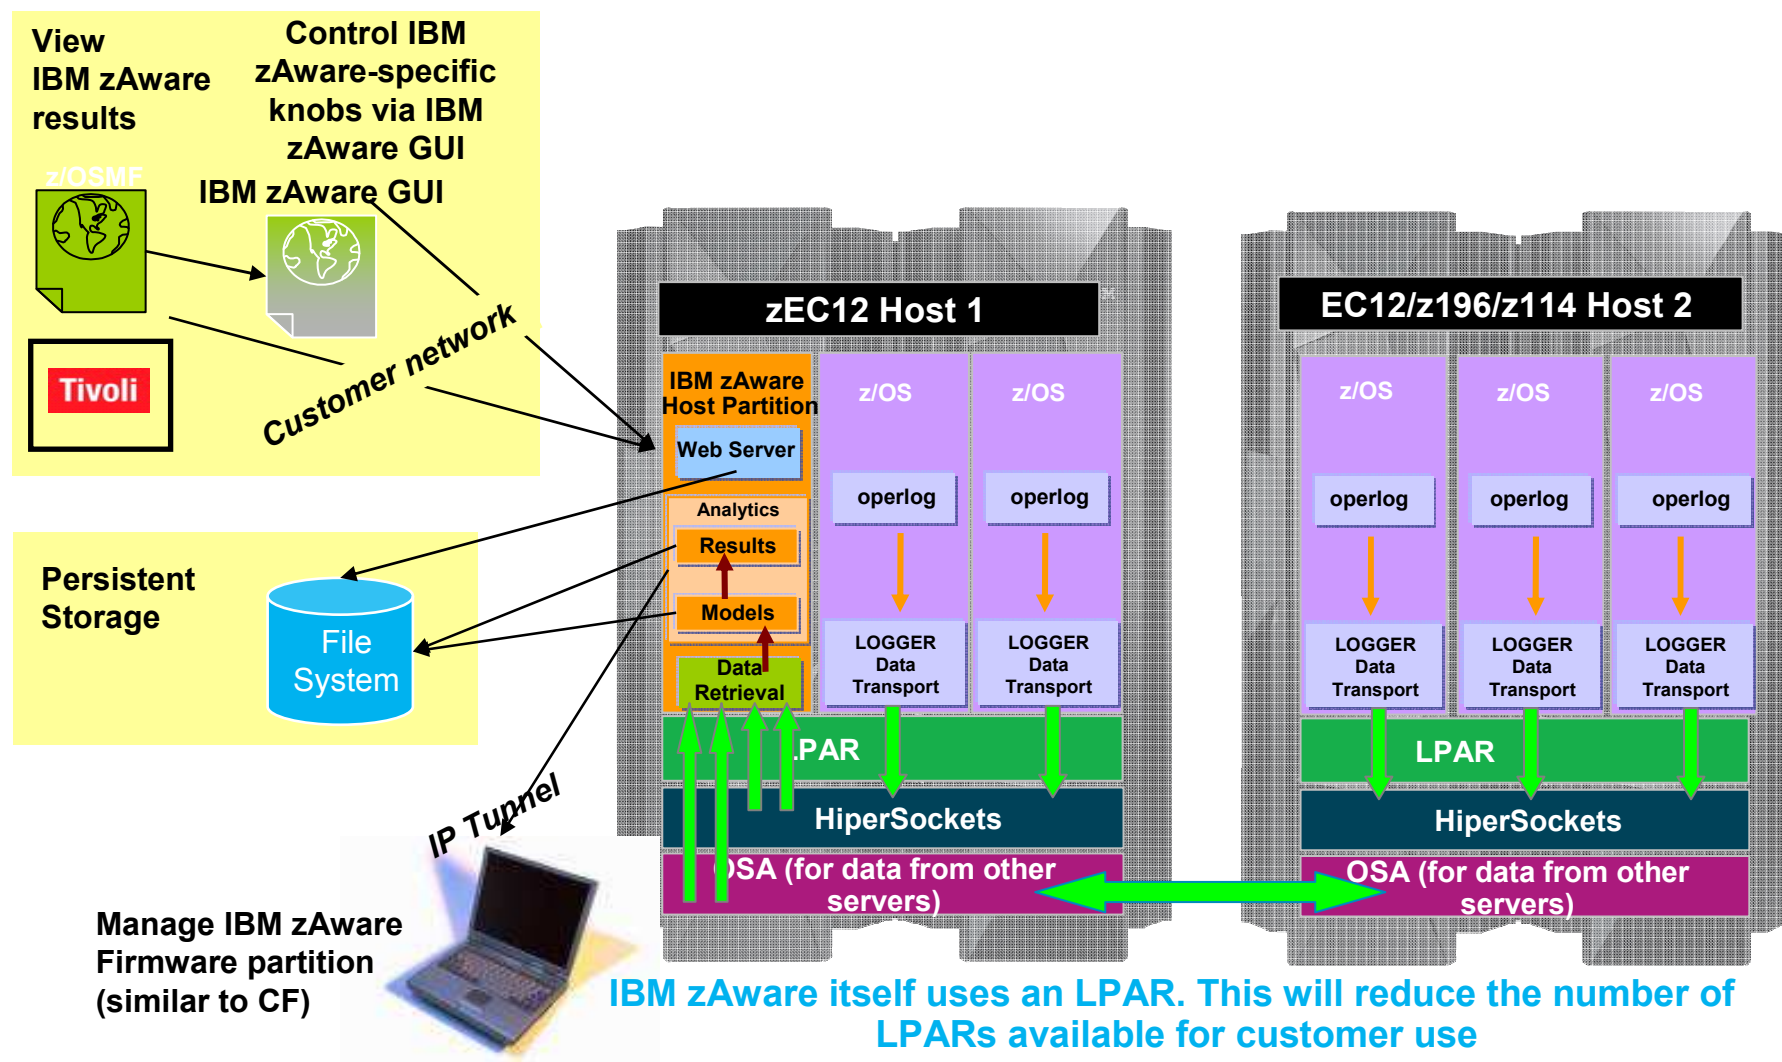 View
IBM zAware
results
Control IBM
zAware-specific
knobs via IBM
zAware GUI
z/OSMF
IBM zAware GUI
Tivoli
Customer network
Persistent
Storage
File
System
IP Tunnel
Manage IBM zAware
Firmware partition
(similar to CF)
zEC12 Host 1
IBM zAware
Host Partition
Web Server
Analytics
Results
Models
Data
Retrieval
z/OS
operlog
LOGGER
Data
Transport
z/OS
operlog
LOGGER
Data
Transport
LPAR
HiperSockets
OSA (for data from other
servers)
EC12/z196/z114 Host 2
z/OS
operlog
LOGGER
Data
Transport
z/OS
operlog
LOGGER
Data
Transport
z/OS
operlog
LOGGER
Data
Transport
LPAR
HiperSockets
OSA (for data from other
servers)
IBM zAware itself uses an LPAR. This will reduce the number of
LPARs available for customer use